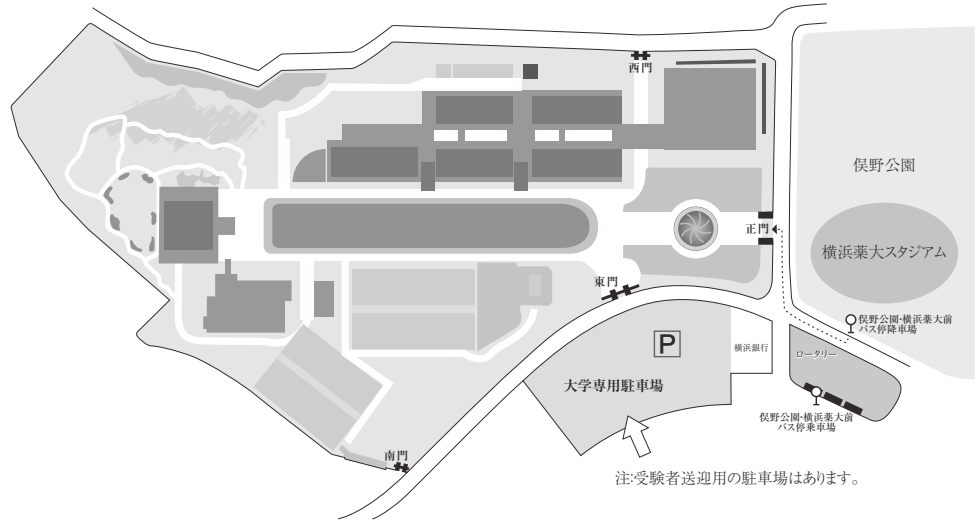 西門
俣野公園
正門
横浜薬大スタジアム
東門
俣野公園・横浜薬大前
バス停降車場
P
横浜銀行
ロータリー
大学専用駐車場
俣野公園・横浜薬大前
バス停乗車場
南門
注:受験者送迎用の駐車場はあります。